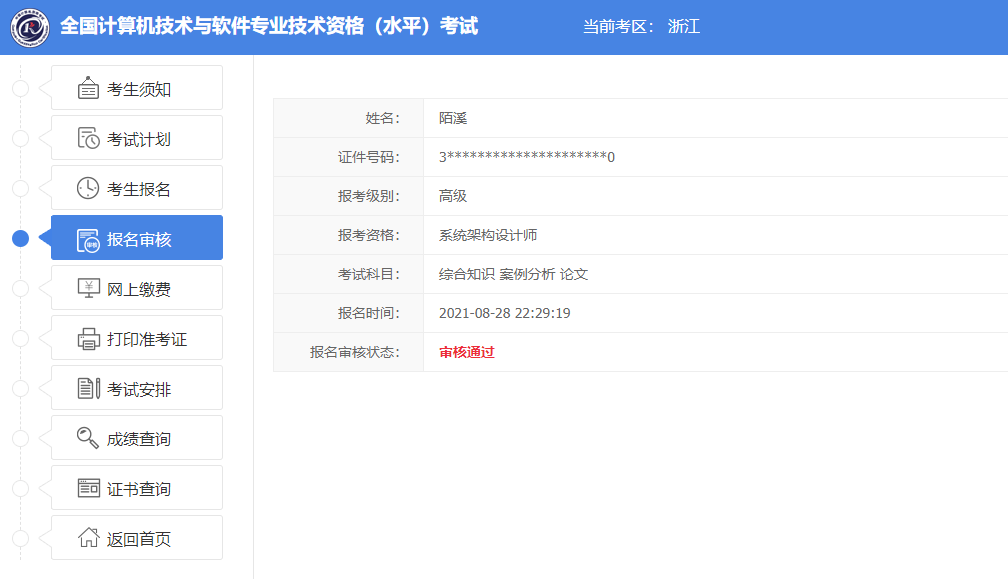 全国计算机技术与软件专业技术资格（水平）考试
当前考区： 浙江
考生须知
考试计划
考生报名
报名审核
网上缴费
打印准考证
考试安排
成绩查询
证书查询
返回首页
姓名： 陌溪
证件号码： 3*********************0
报考级别： 高级
报考资格： 系统架构设计师
考试科目： 综合知识 案例分析 论文
报名时间： 2021-08-28 22:29:19
报名审核状态： 审核通过